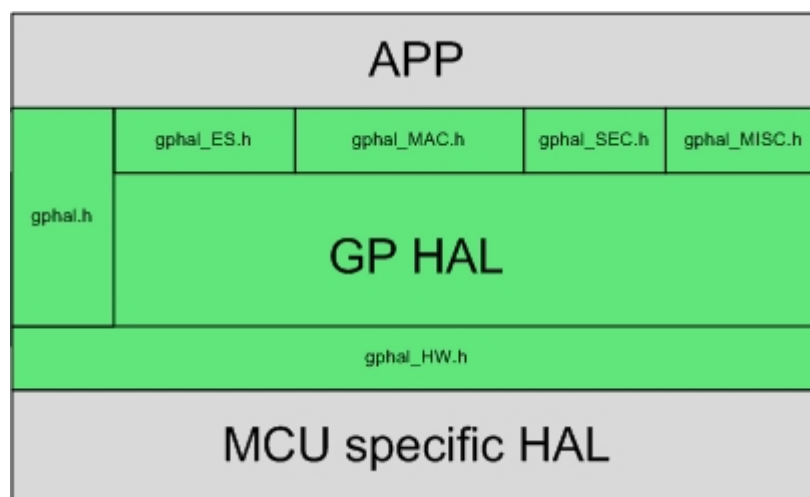 APP
gphal_ES.h
gphal_MAC.h
gphal_SEC.h
gphal_MISC.h
gphal.h
GP HAL
gphal_HW.h
MCU specific HAL